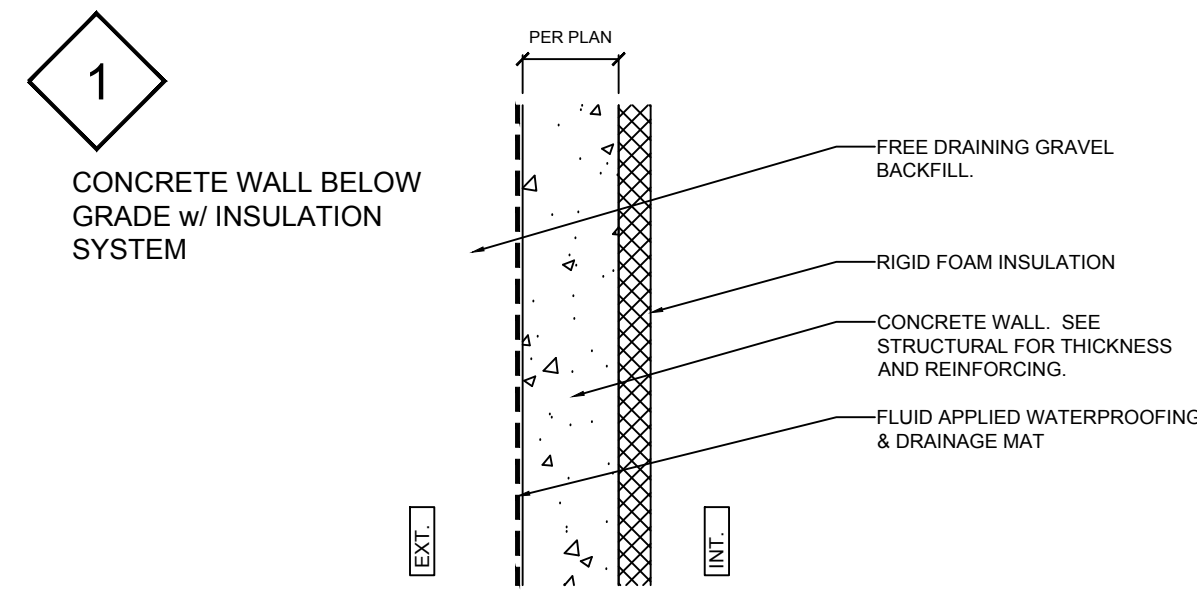 1
CONCRETE WALL BELOW
GRADE w/ INSULATION
SYSTEM
PER PLAN
FREE DRAINING GRAVEL
BACKFILL.
RIGID FOAM INSULATION
CONCRETE WALL. SEE
STRUCTURAL FOR THICKNESS
AND REINFORCING.
FLUID APPLIED WATERPROOFING
& DRAINAGE MAT
EXT.
INT.